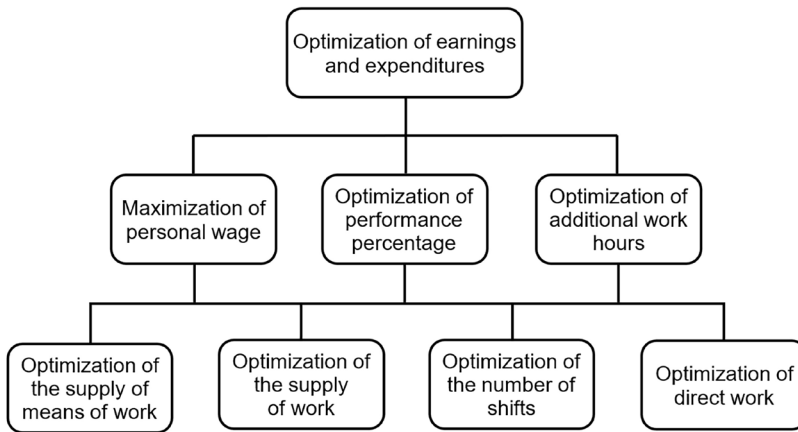 Optimization of earnings
and expenditures
Maximization of
personal wage
Optimization of
performance
percentage
Optimization of
additional work
hours
Optimization of
the supply of
means of work
Optimization of
the supply
of work
Optimization of
the number of
shifts
Optimization of
direct work